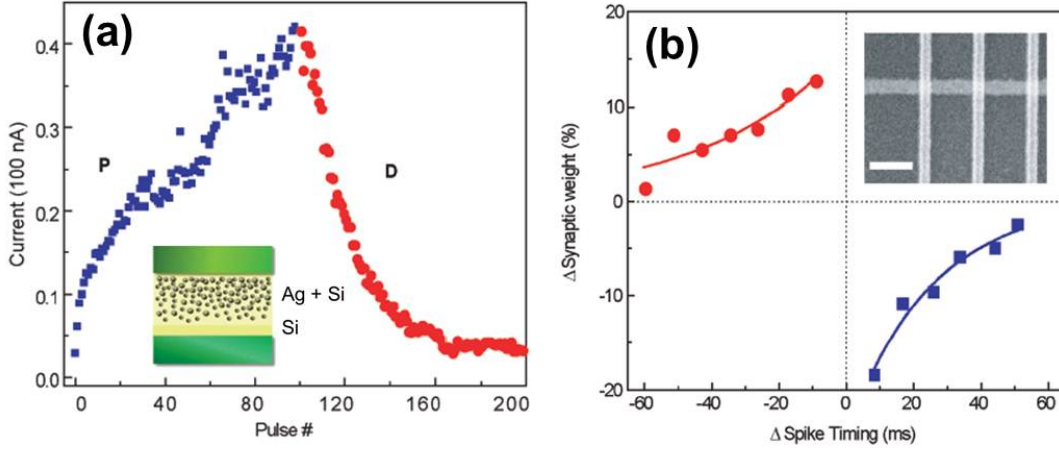 (a)
0.4
0.3
0.2
0.1
0.0
Current (100 nA)
P
D
Ag + Si
Si
0 40 80 120 160 200
Pulse #
(b)
20
10
0
-10
-20
Δ Synaptic weight (%)
-60 -40 -20 0 20 40 60
Δ Spike Timing (ms)